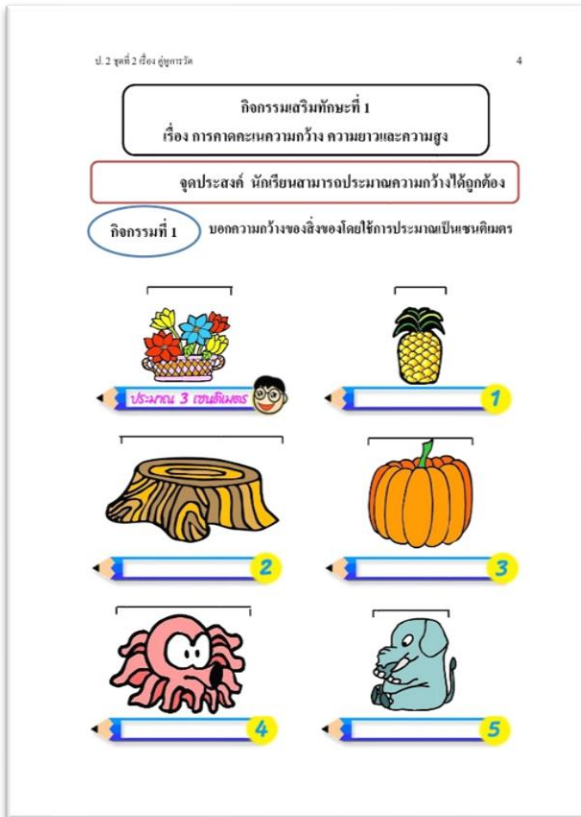 ป. 2 ชุดที่ 2 เรื่อง คู่หูการวัด 4
กิจกรรมเสริมทักษะที่ 1
เรื่อง การคาดคะเนความกว้าง ความยาวและความสูง
จุดประสงค์ นักเรียนสามารถประมาณความกว้างได้ถูกต้อง
กิจกรรมที่ 1 บอกความกว้างของสิ่งของโดยใช้การประมาณเป็นเซนติเมตร
ประมาณ 3 เซนติเมตร
1
2
3
4
5